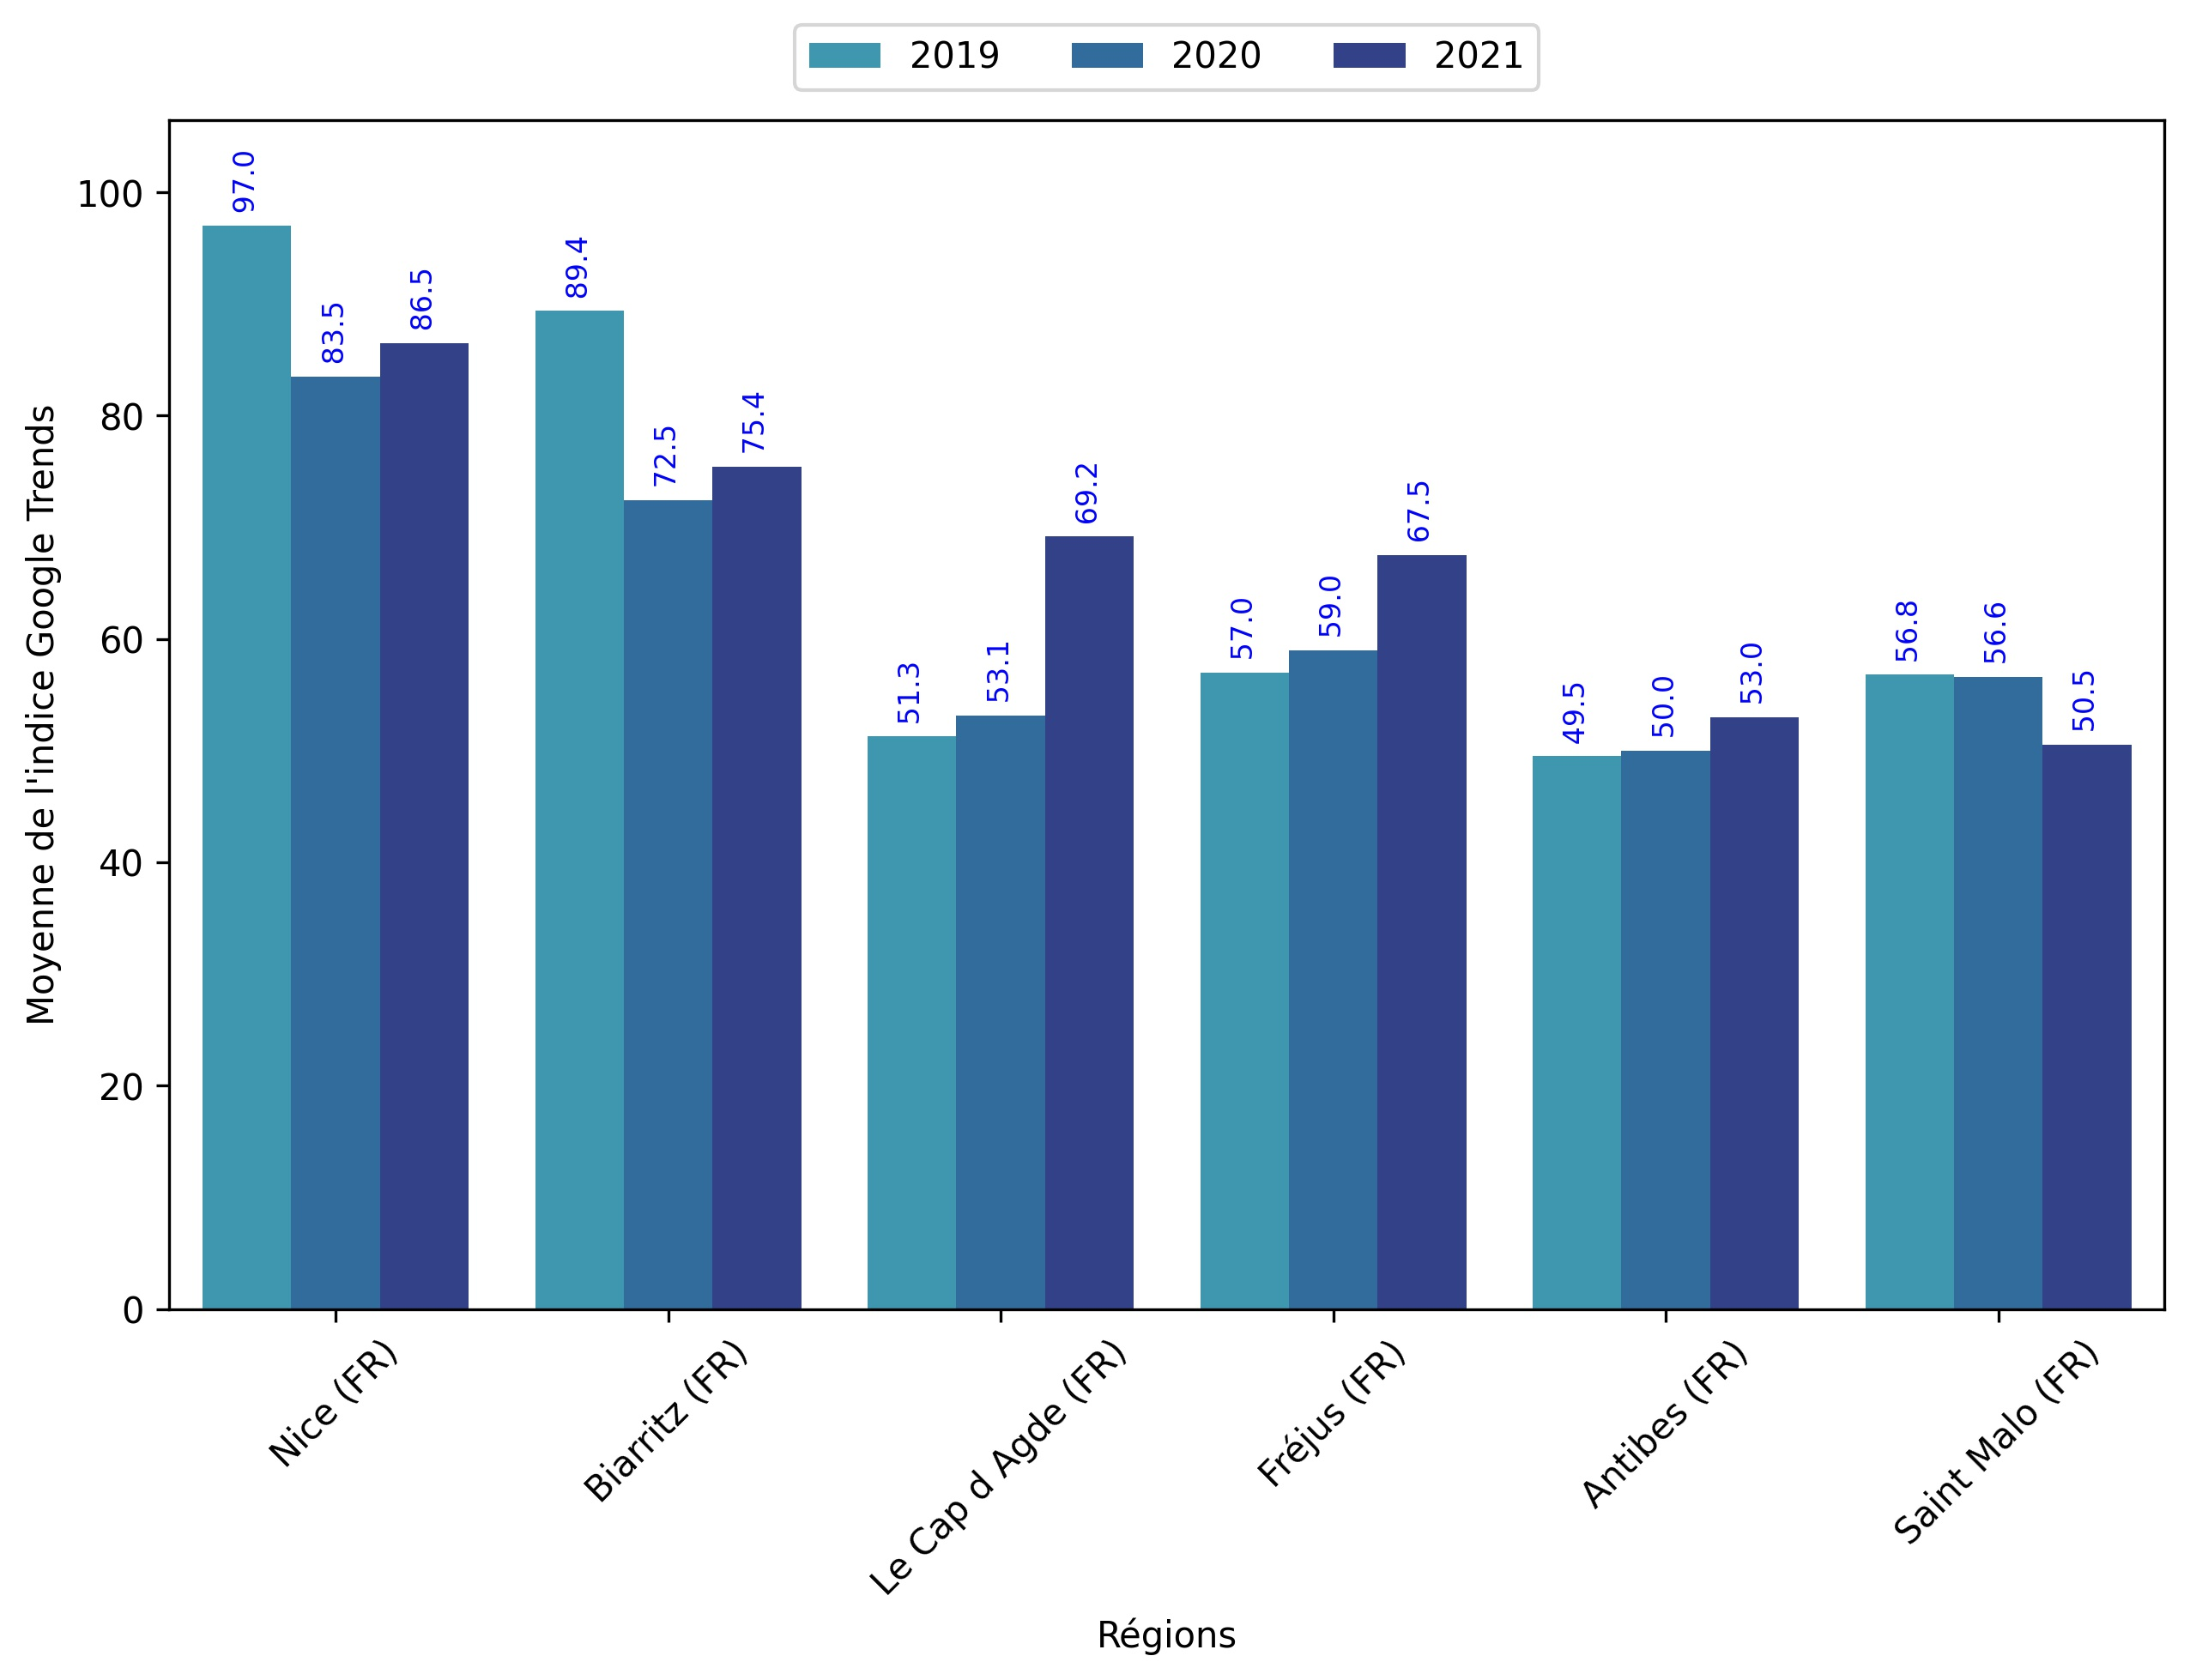 2019 2020 2021
Moyenne de l'indice Google Trends
100
80
60
40
20
0
97.0 83.5 86.5
89.4 72.5 75.4
51.3 53.1 69.2
57.0 59.0 67.5
49.5 50.0 53.0
56.8 56.6 50.5
Nice (FR)
Biarritz (FR)
Le Cap d Agde (FR)
Fréjus (FR)
Antibes (FR)
Saint Malo (FR)
Régions